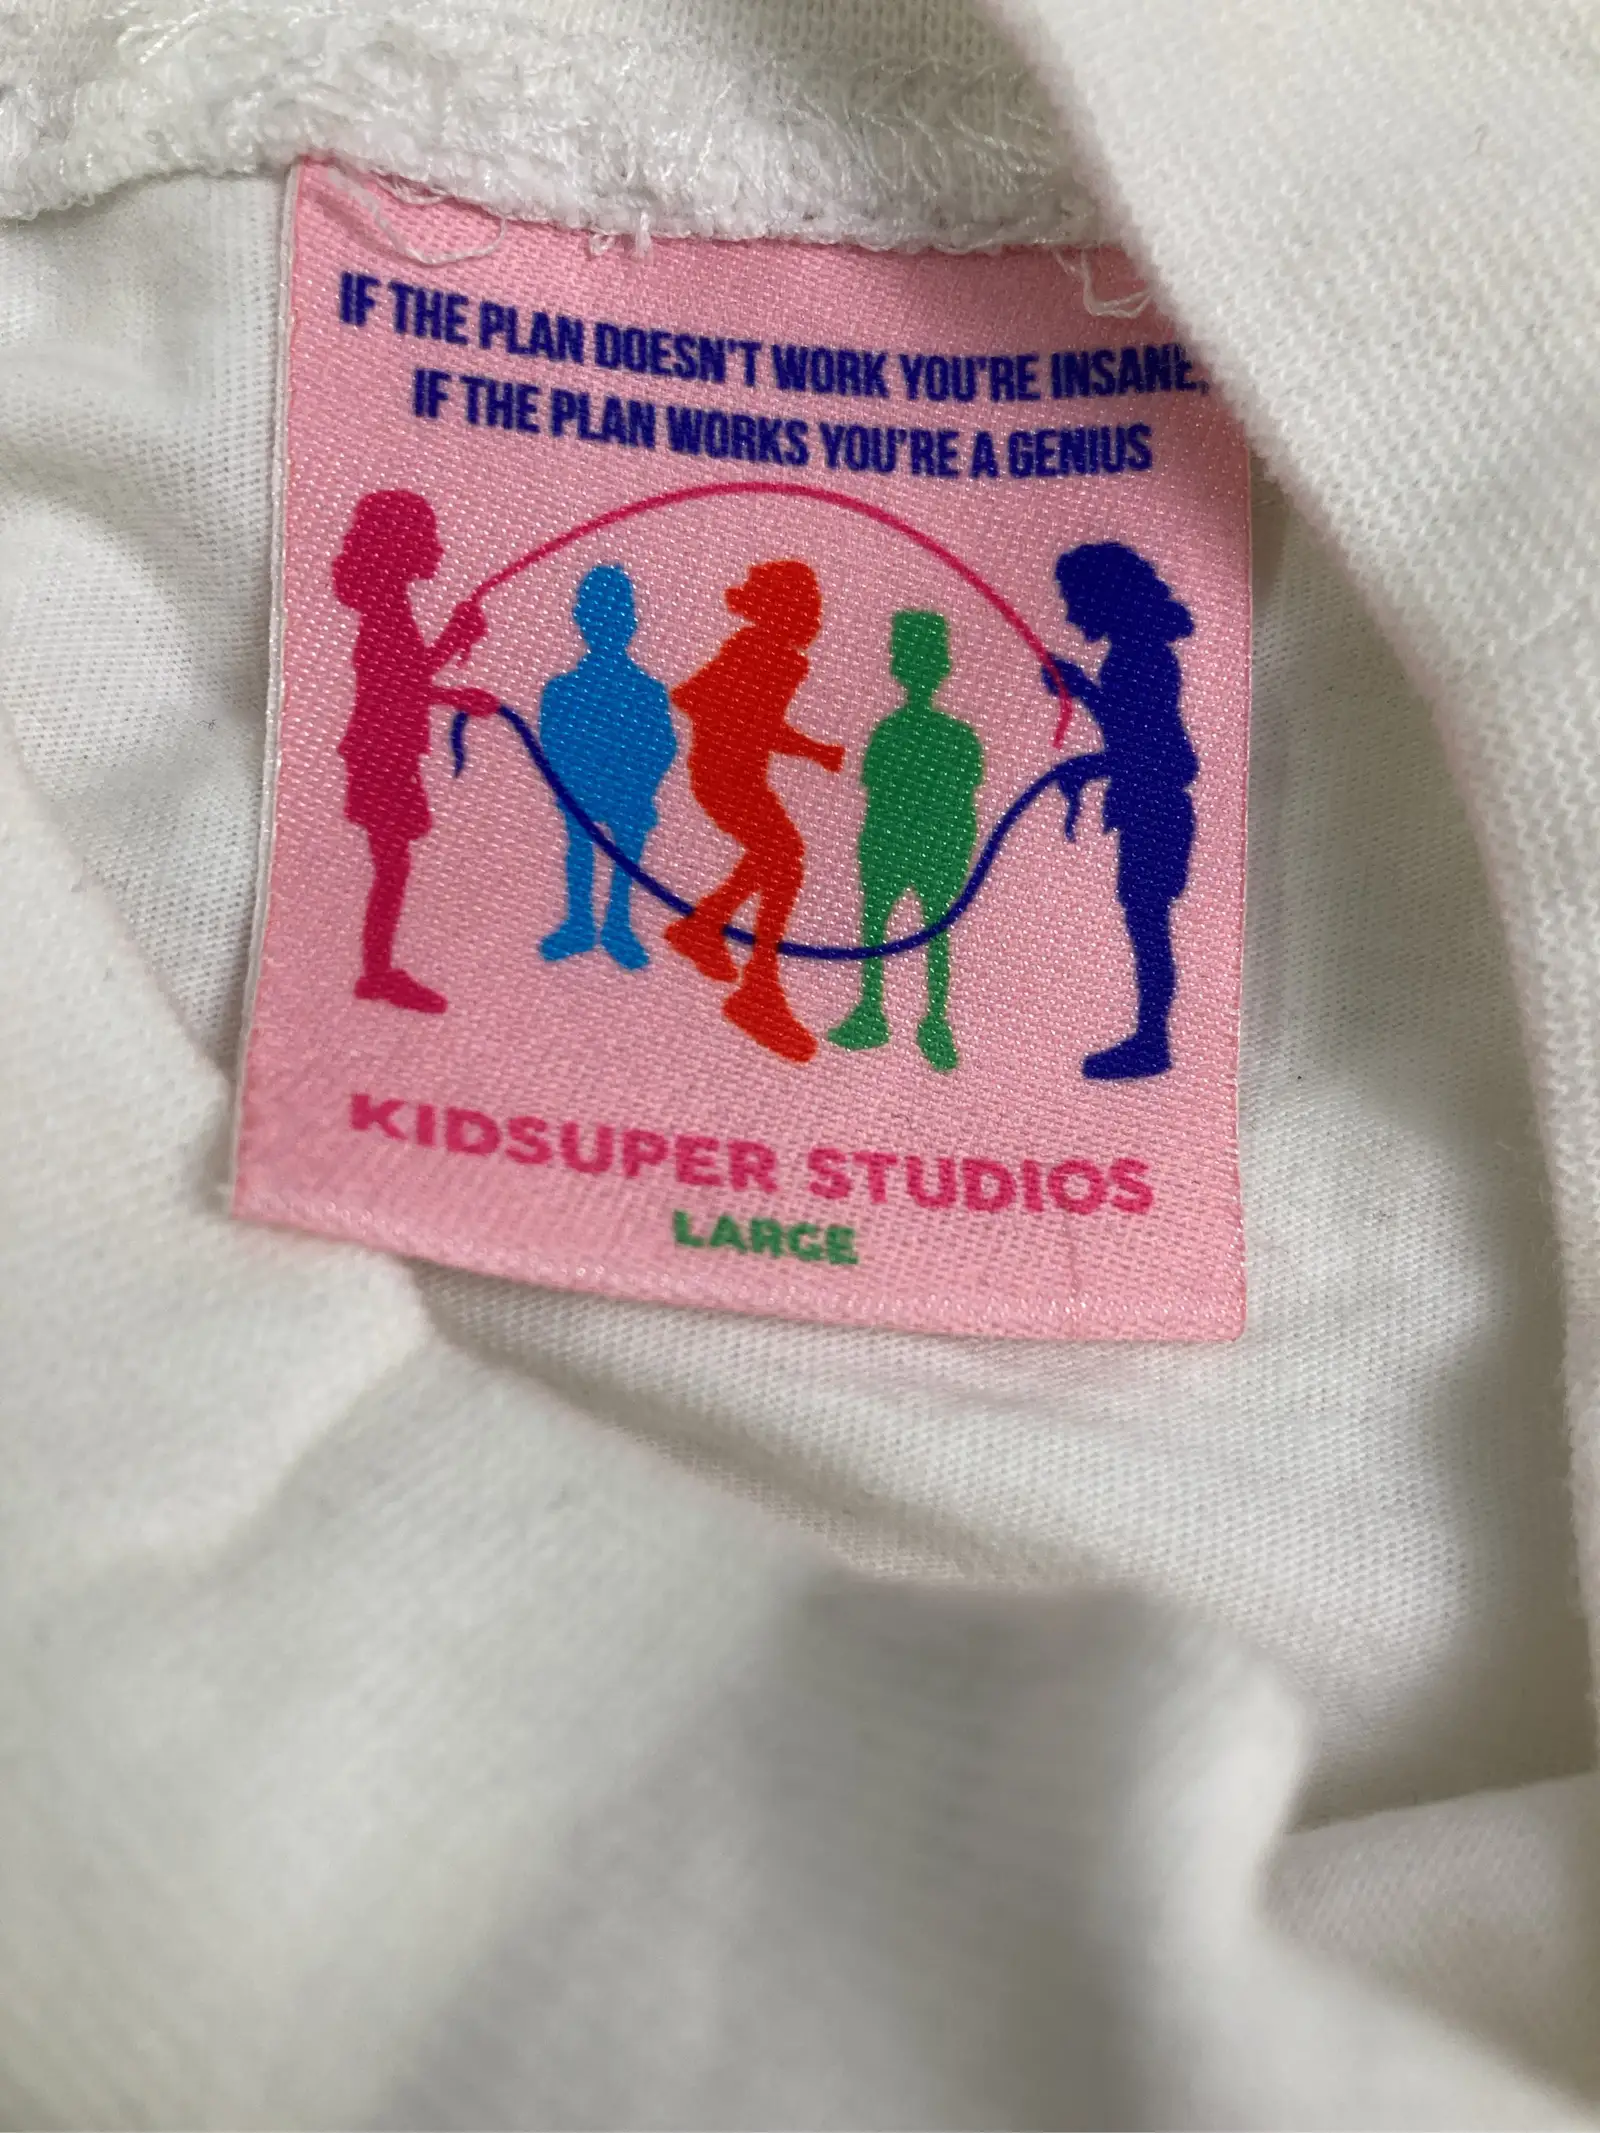 IF THE PLAN DOESN'T WORK YOU'RE INSANE,
IF THE PLAN WORKS YOU'RE A GENIUS
KIDSUPER STUDIOS
LARGE